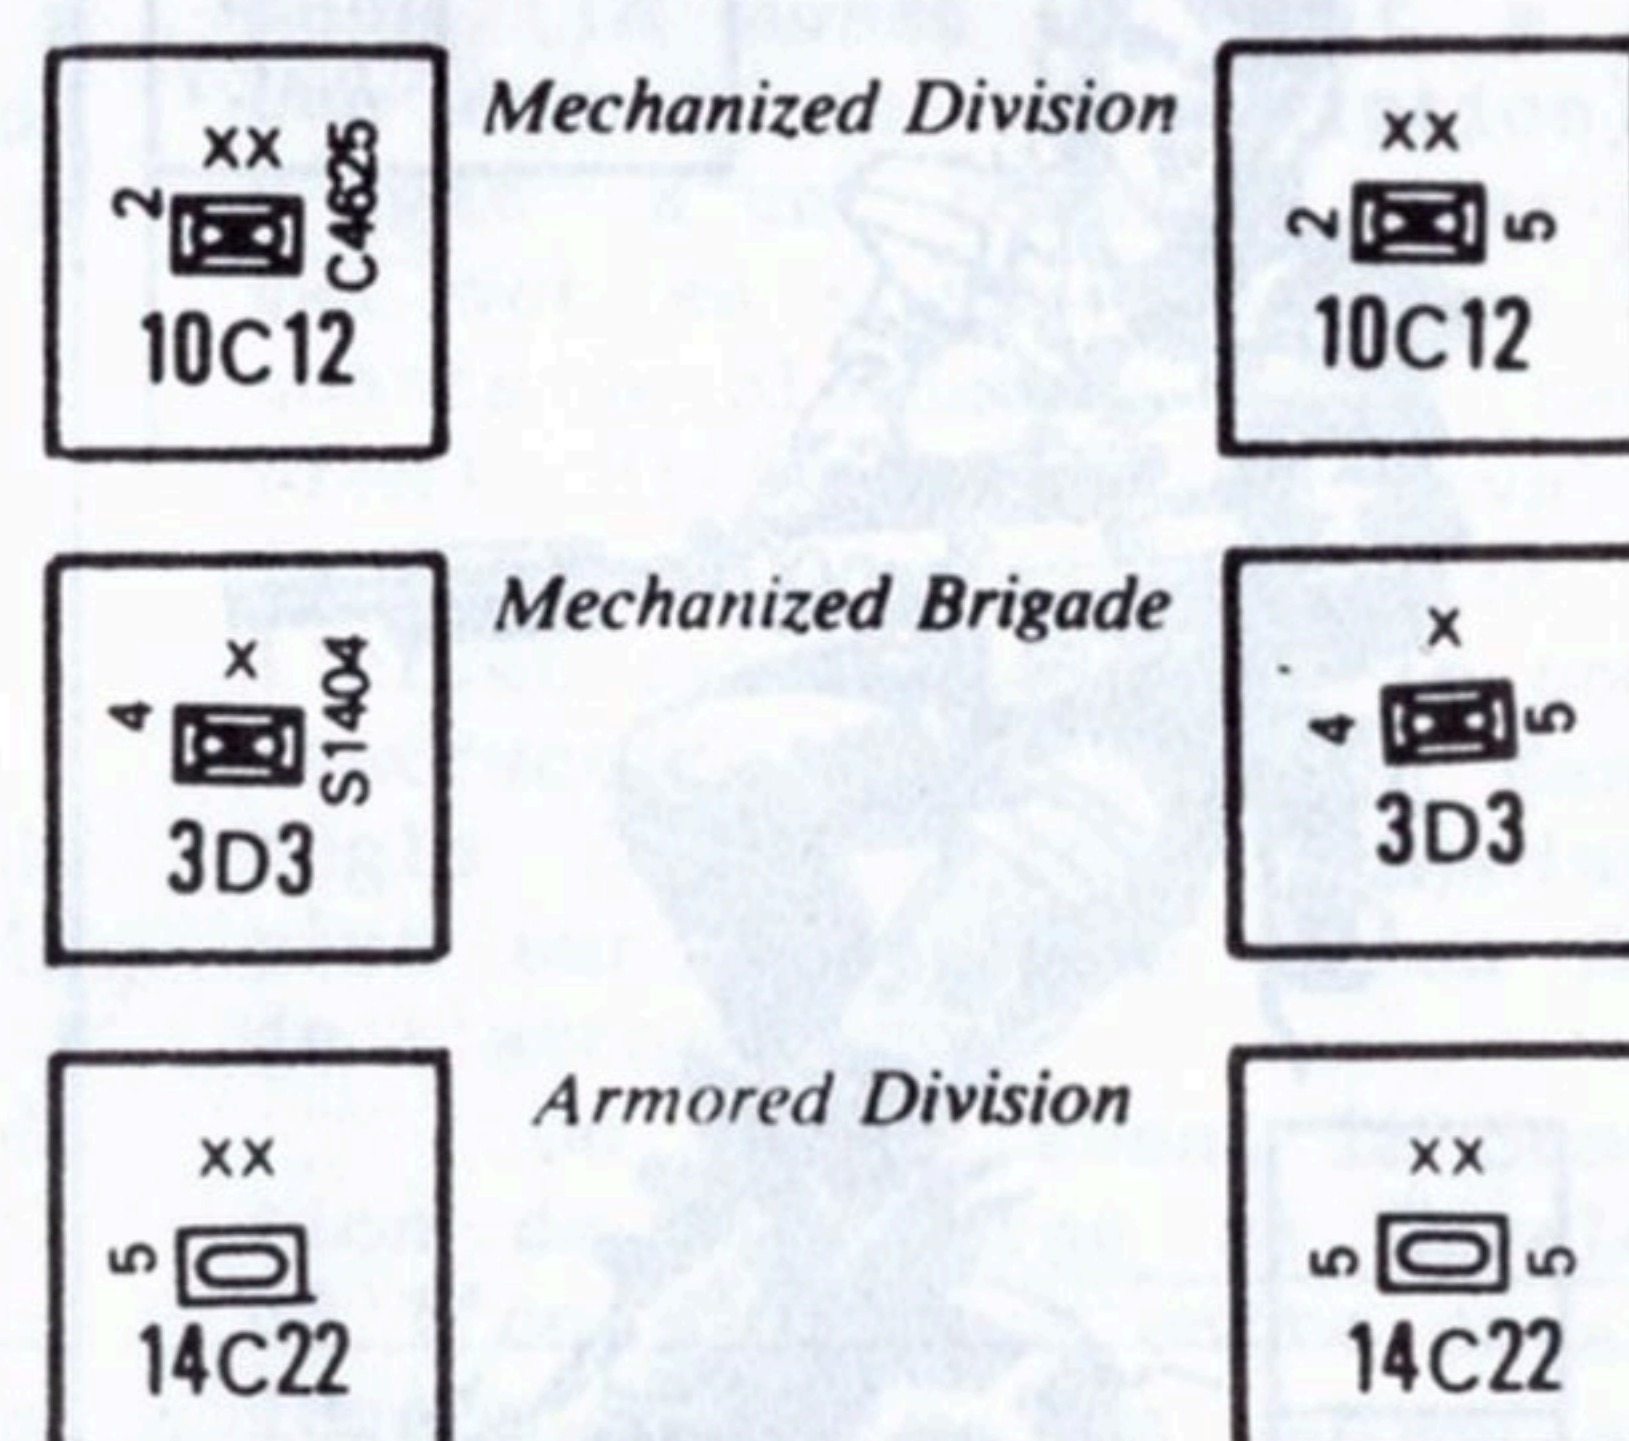 Mechanized Division
xx
2
C4625
10C12
xx
2
5
10C12
Mechanized Brigade
x
4
S1404
3D3
x
4
5
3D3
Armored Division
xx
5
14C22
xx
5
5
14C22